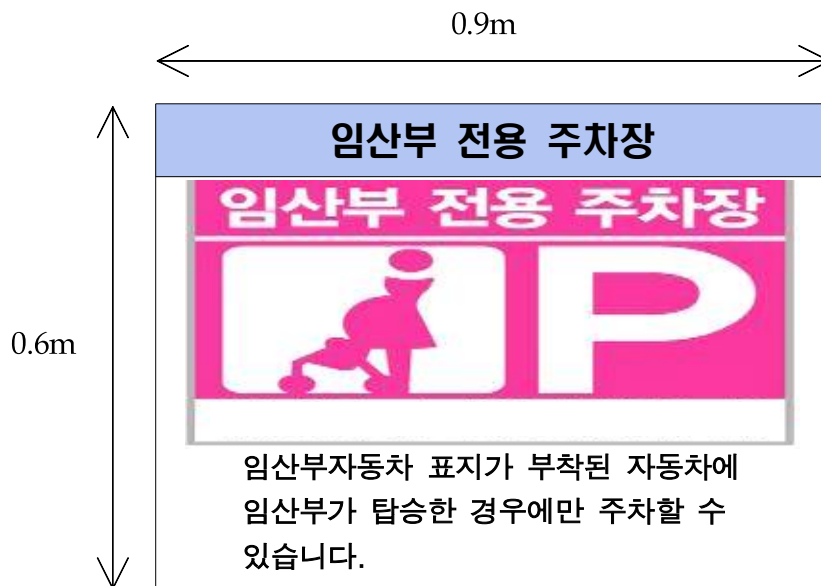 0.9m
임산부 전용 주차장
임산부 전용 주차장
P
0.6m
임산부자동차 표지가 부착된 자동차에
임산부가 탑승한 경우에만 주차할 수
있습니다.